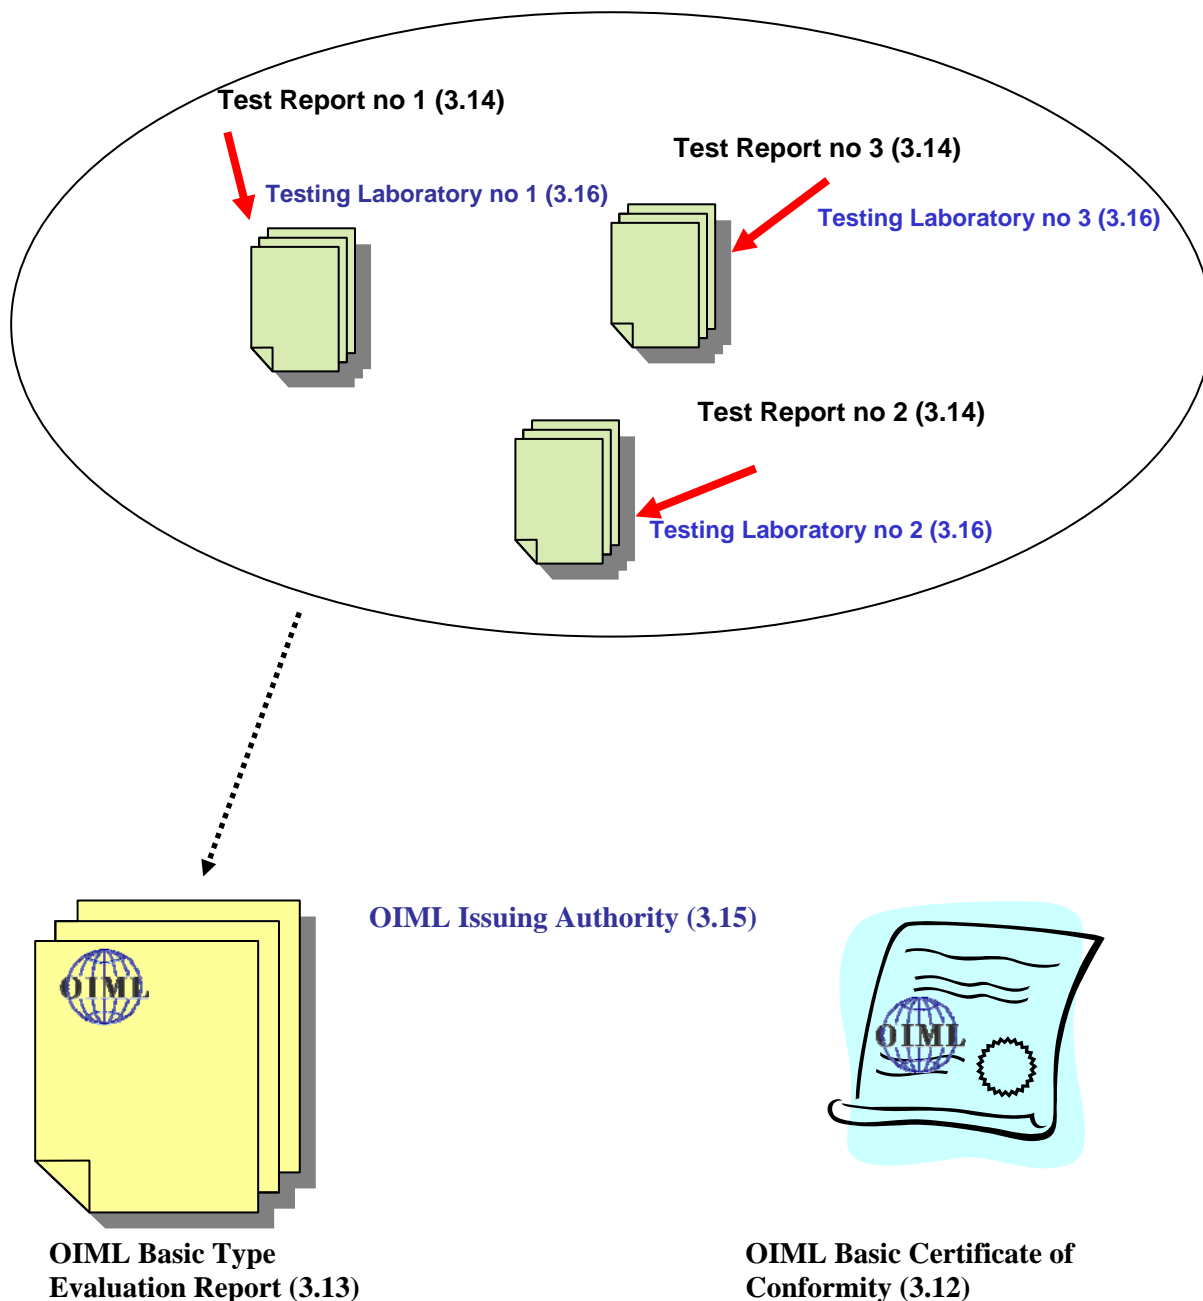 Test Report no 1 (3.14)
Test Report no 3 (3.14)
Testing Laboratory no 1 (3.16)
Testing Laboratory no 3 (3.16)
Test Report no 2 (3.14)
Testing Laboratory no 2 (3.16)
OIML Issuing Authority (3.15)
OIML
OIML
OIML Basic Type
Evaluation Report (3.13)
OIML Basic Certificate of
Conformity (3.12)